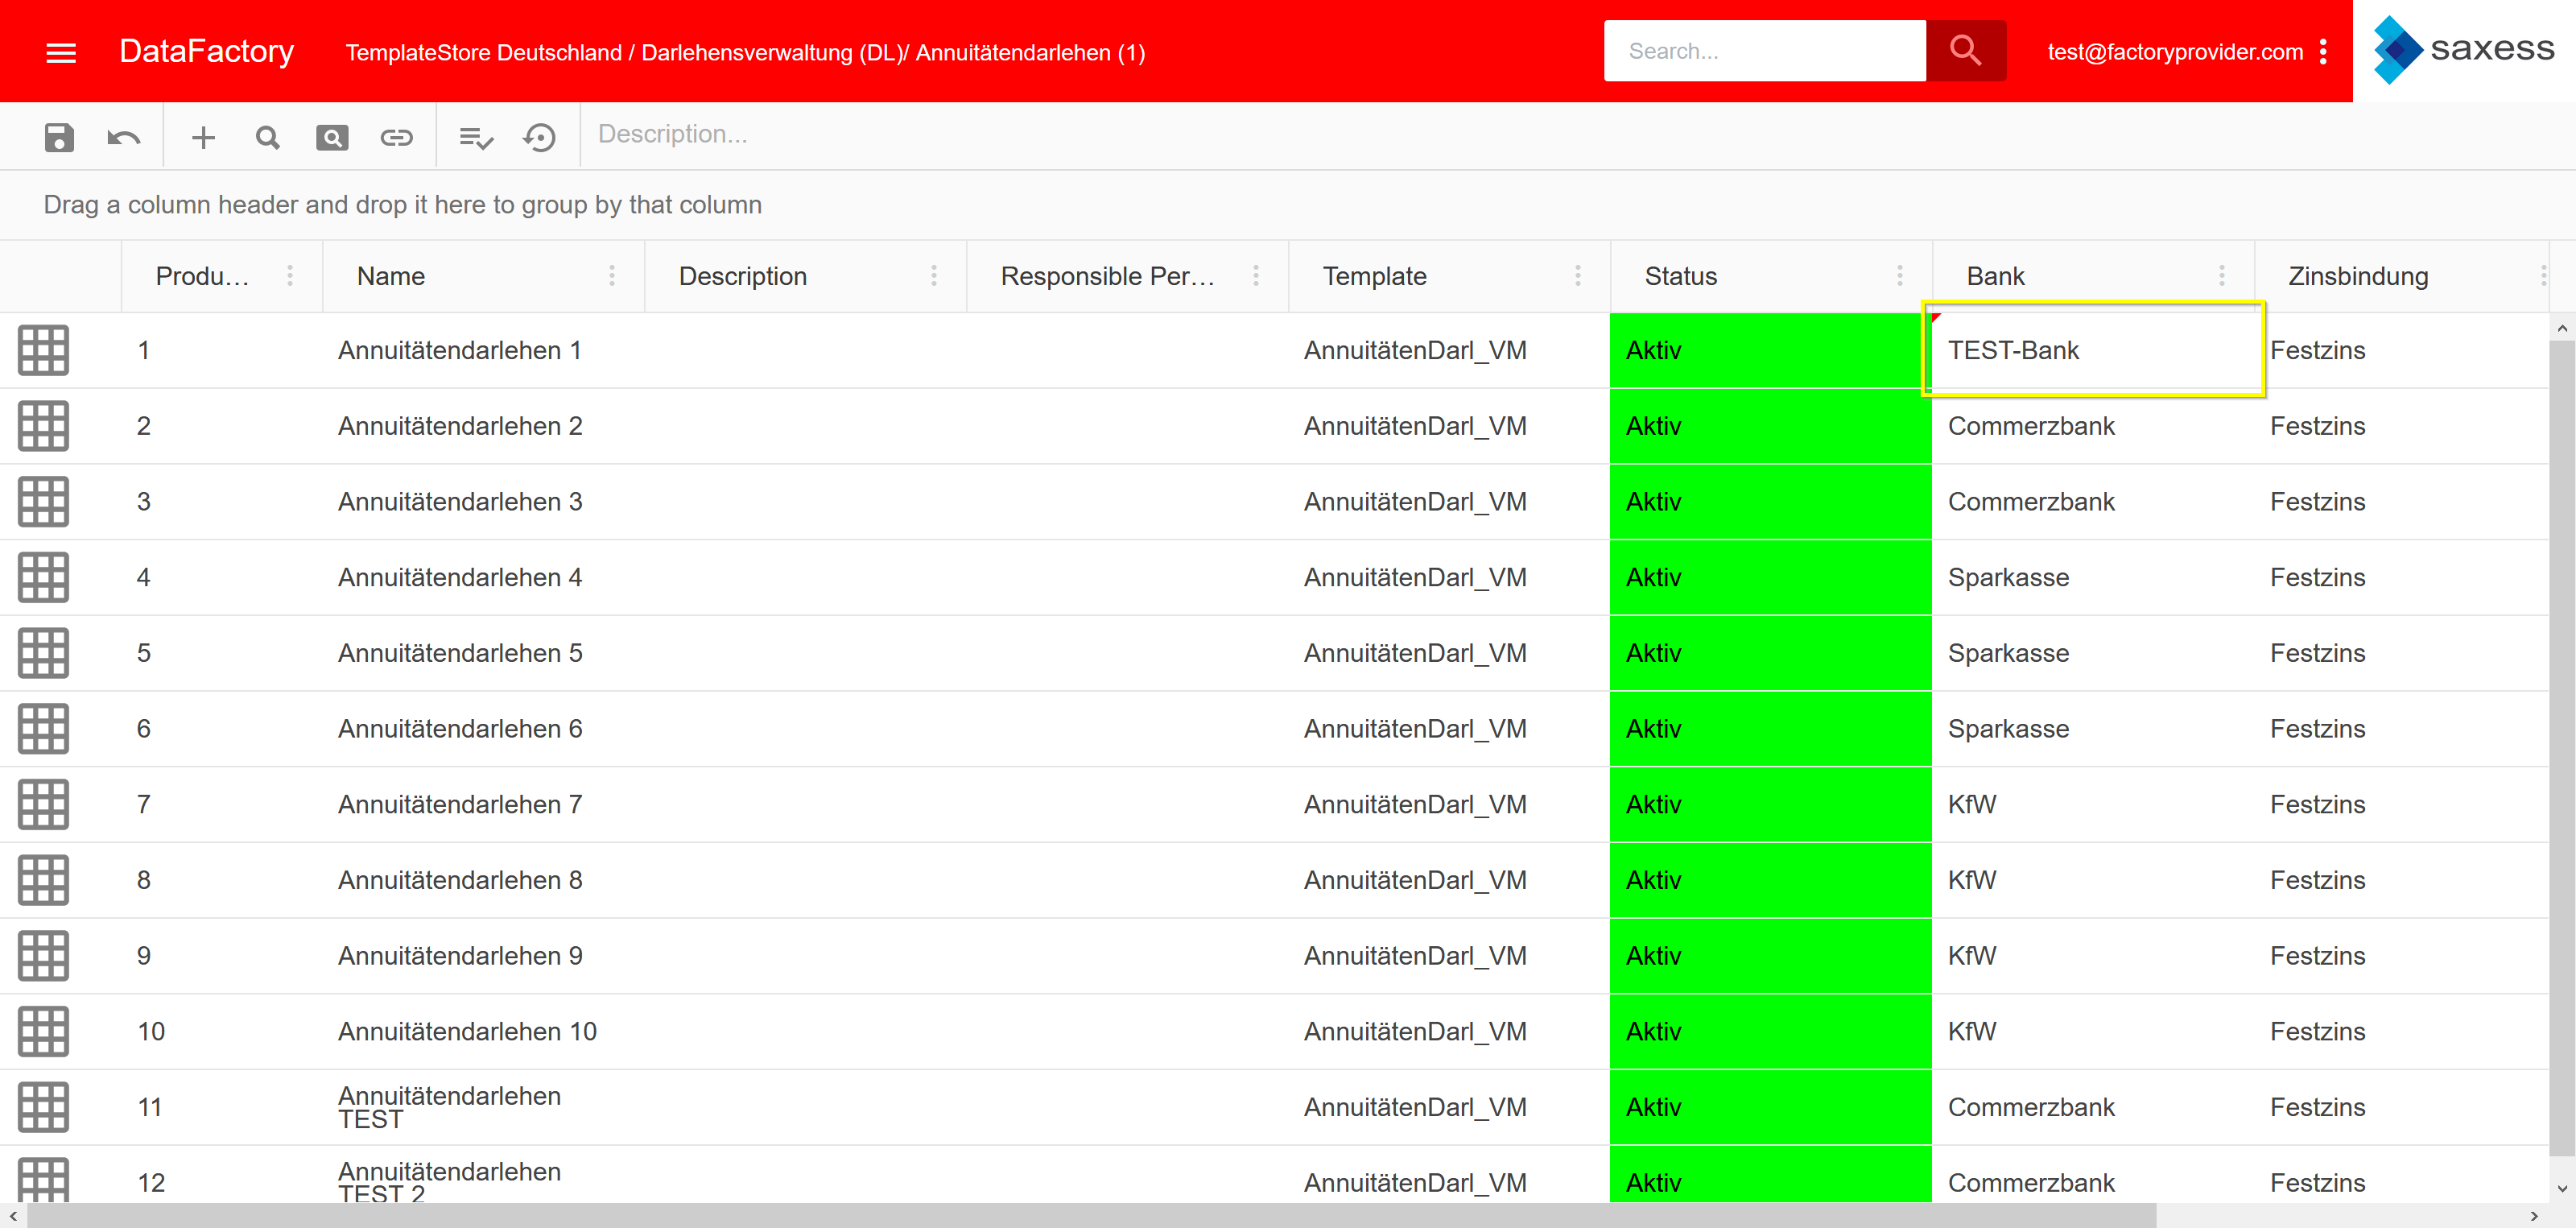 DataFactory TemplateStore Deutschland / Darlehensverwaltung (DL)/ Annuitätendarlehen (1) Search... test@factoryprovider.com saxess
Description...
Drag a column header and drop it here to group by that column
Produ... Name Description Responsible Per... Template Status Bank Zinsbindung
1 Annuitätendarlehen 1 AnnuitätenDarl_VM Aktiv TEST-Bank Festzins
2 Annuitätendarlehen 2 AnnuitätenDarl_VM Aktiv Commerzbank Festzins
3 Annuitätendarlehen 3 AnnuitätenDarl_VM Aktiv Commerzbank Festzins
4 Annuitätendarlehen 4 AnnuitätenDarl_VM Aktiv Sparkasse Festzins
5 Annuitätendarlehen 5 AnnuitätenDarl_VM Aktiv Sparkasse Festzins
6 Annuitätendarlehen 6 AnnuitätenDarl_VM Aktiv Sparkasse Festzins
7 Annuitätendarlehen 7 AnnuitätenDarl_VM Aktiv KfW Festzins
8 Annuitätendarlehen 8 AnnuitätenDarl_VM Aktiv KfW Festzins
9 Annuitätendarlehen 9 AnnuitätenDarl_VM Aktiv KfW Festzins
10 Annuitätendarlehen 10 AnnuitätenDarl_VM Aktiv KfW Festzins
11 Annuitätendarlehen TEST AnnuitätenDarl_VM Aktiv Commerzbank Festzins
12 Annuitätendarlehen TEST 2 AnnuitätenDarl_VM Aktiv Commerzbank Festzins